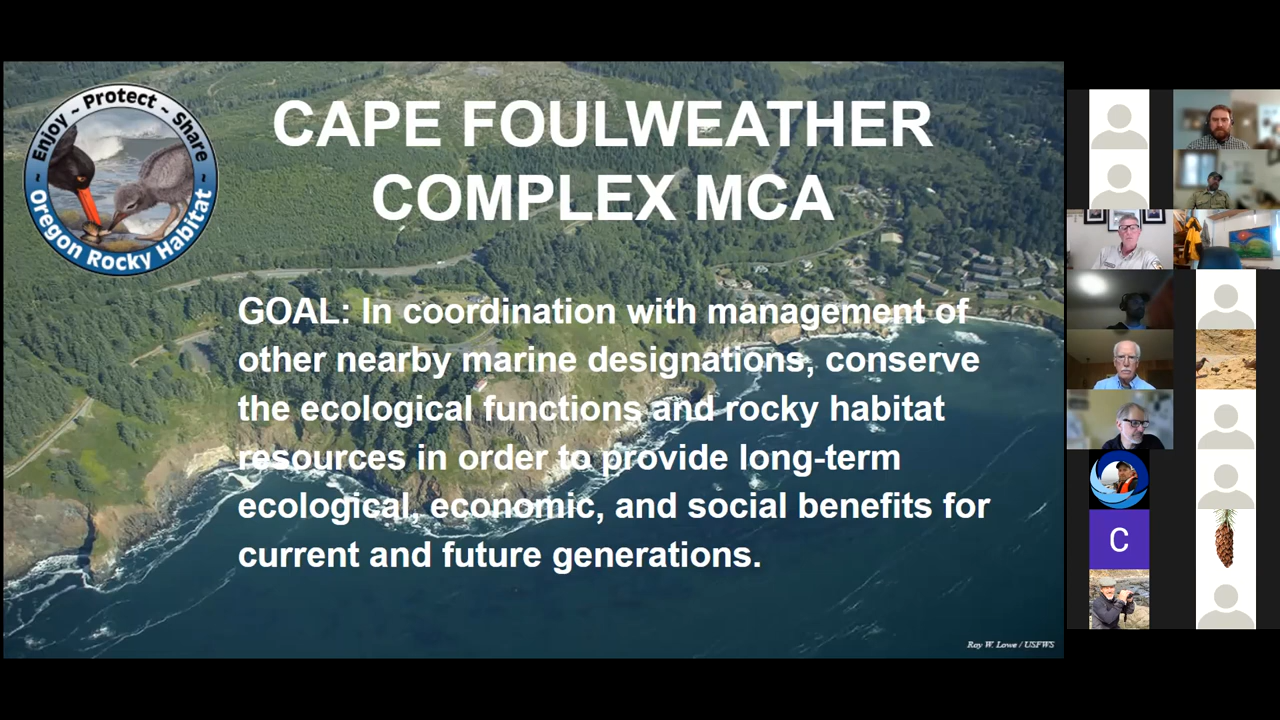 Enjoy ~ Protect ~ Share ~
Oregon Rocky Habitat ~
CAPE FOULWEATHER
COMPLEX MCA
GOAL: In coordination with management of
other nearby marine designations, conserve
the ecological functions and rocky habitat
resources in order to provide long-term
ecological, economic, and social benefits for
current and future generations.
Roy W. Lowe / USFWS
C